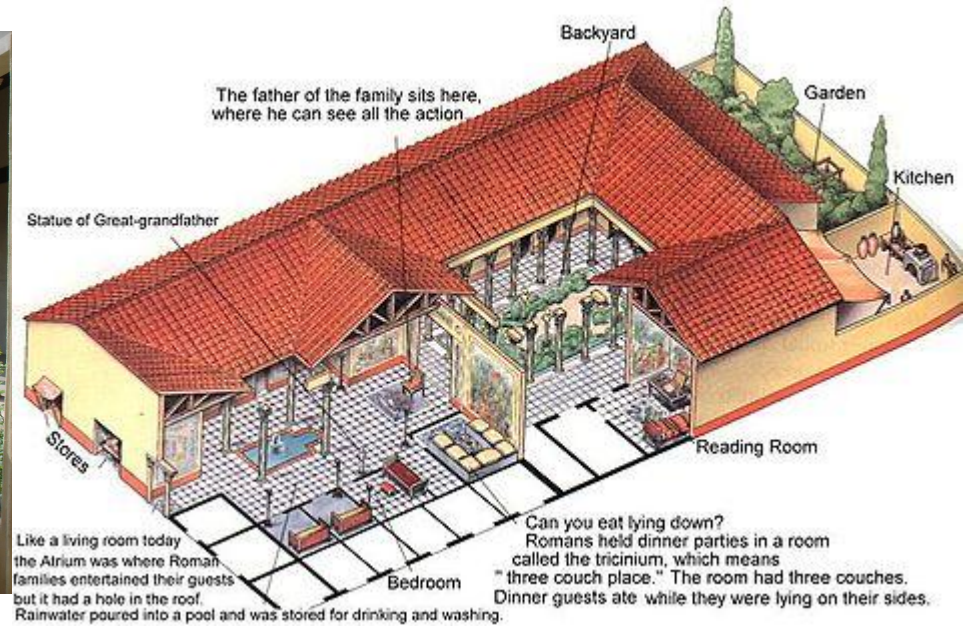 Backyard
The father of the family sits here,
where he can see all the action
Garden
Kitchen
Statue of Great-grandfather
Stores
Reading Room
Like a living room today
the Atrium was where Roman
families entertained their guests
but it had a hole in the roof.
Rainwater poured into a pool and was stored for drinking and washing.
Bedroom
Can you eat lying down?
Romans held dinner parties in a room
called the tricinium, which means
" three couch place." The room had three couches.
Dinner guests ate while they were lying on their sides.